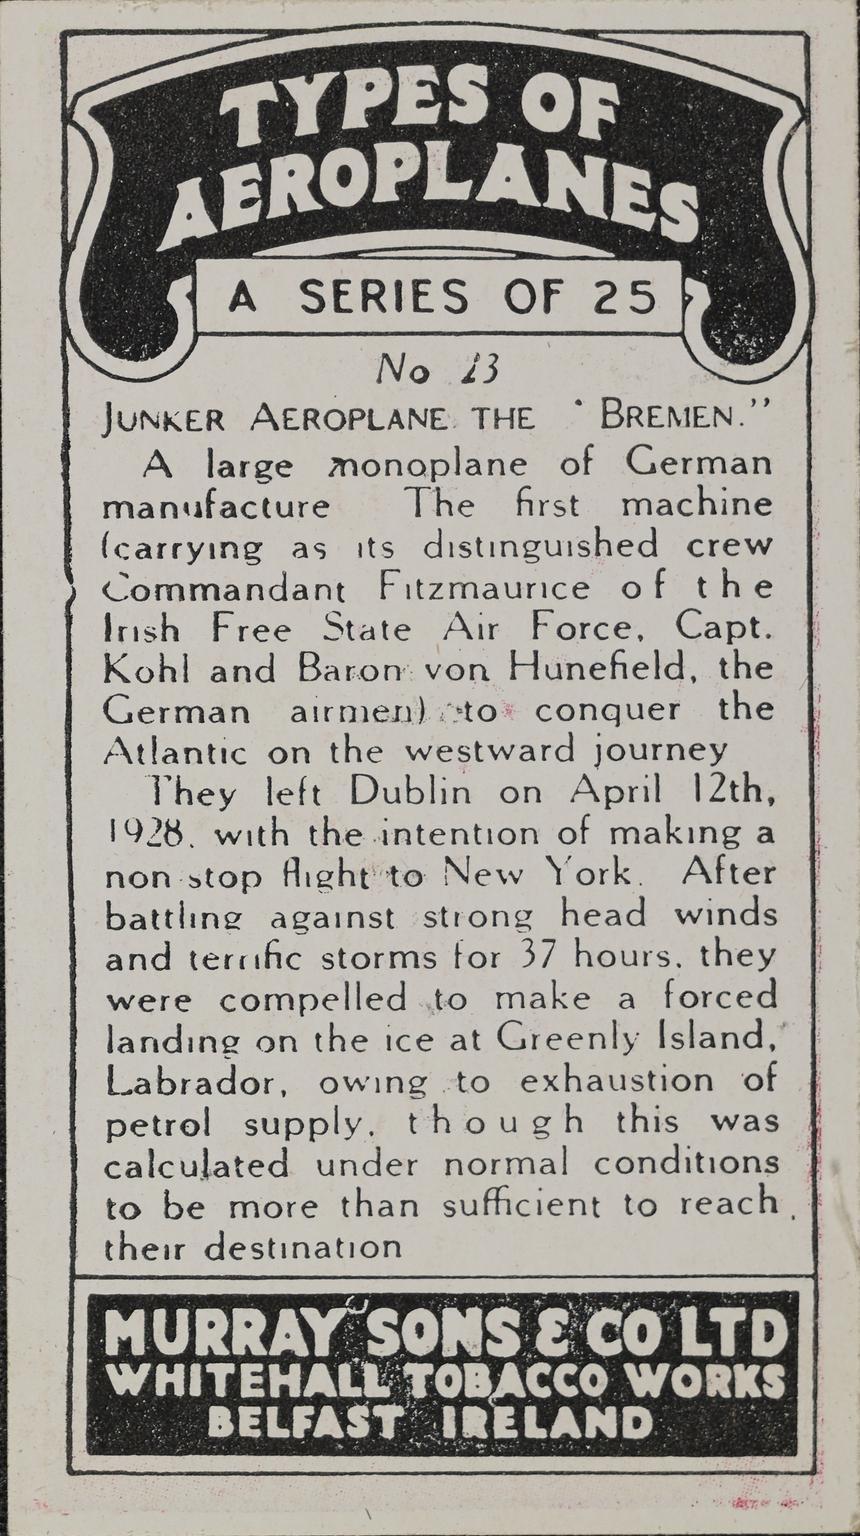 TYPES OF
AEROPLANES
A SERIES OF 25
No 13
JUNKER AEROPLANE THE ‘ BREMEN.”
A large monoplane of German
manufacture The first machine
(carrying as its distinguished crew
Commandant Fitzmaurice of the
Irish Free State Air Force, Capt.
Kohl and Baron von Hunefield, the
German airmen) to conquer the
Atlantic on the westward journey
They left Dublin on April 12th,
1928, with the intention of making a
non stop flight to New York. After
battling against strong head winds
and terrific storms for 37 hours, they
were compelled to make a forced
landing on the ice at Greenly Island,
Labrador, owing to exhaustion of
petrol supply, though this was
calculated under normal conditions
to be more than sufficient to reach
their destination
MURRAY SONS & CO LTD
WHITEHALL TOBACCO WORKS
BELFAST IRELAND